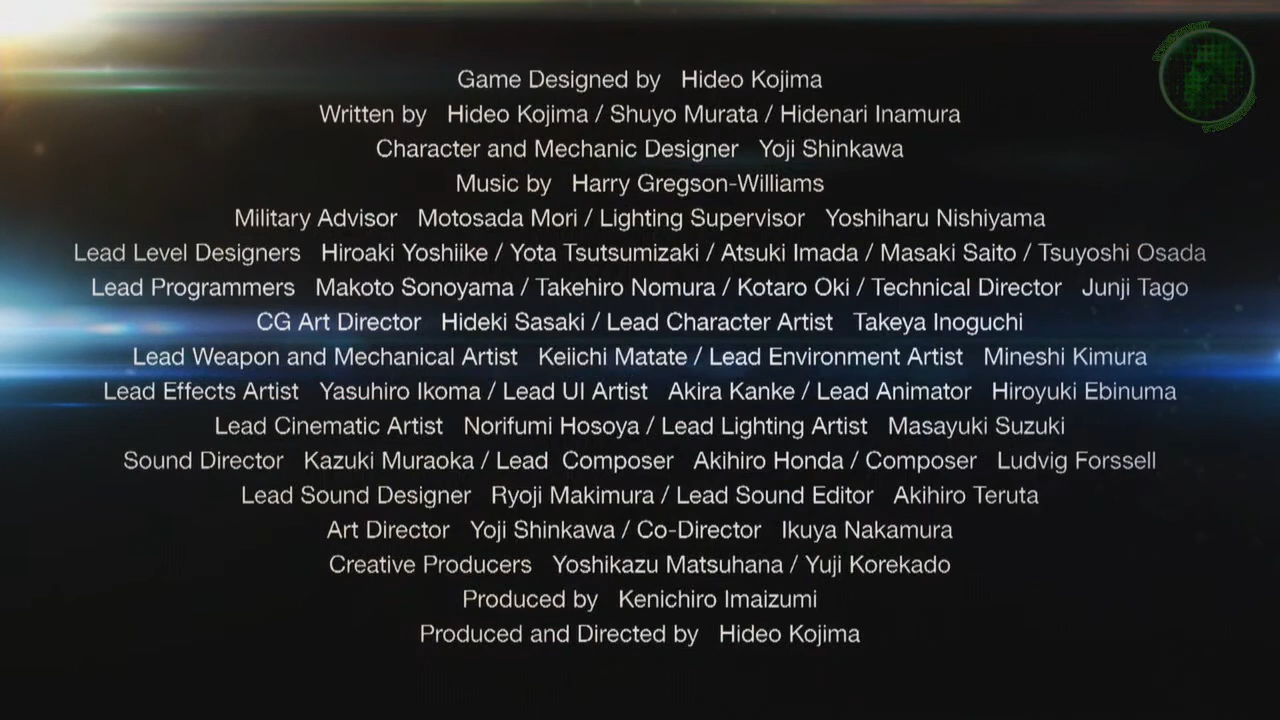 Game Designed by Hideo Kojima
Written by Hideo Kojima / Shuyo Murata / Hidenari Inamura
Character and Mechanic Designer Yoji Shinkawa
Music by Harry Gregson-Williams
Military Advisor Motosada Mori / Lighting Supervisor Yoshiharu Nishiyama
Lead Level Designers Hiroaki Yoshiike / Yota Tsutsumizaki / Atsuki Imada / Masaki Saito / Tsuyoshi Osada
Lead Programmers Makoto Sonoyama / Takehiro Nomura / Kotaro Oki / Technical Director Junji Tago
CG Art Director Hideki Sasaki / Lead Character Artist Takeya Inoguchi
Lead Weapon and Mechanical Artist Keiichi Matate / Lead Environment Artist Mineshi Kimura
Lead Effects Artist Yasuhiro Ikoma / Lead UI Artist Akira Kanke / Lead Animator Hiroyuki Ebinuma
Lead Cinematic Artist Norifumi Hosoya / Lead Lighting Artist Masayuki Suzuki
Sound Director Kazuki Muraoka / Lead Composer Akihiro Honda / Composer Ludvig Forssell
Lead Sound Designer Ryoji Makimura / Lead Sound Editor Akihiro Teruta
Art Director Yoji Shinkawa / Co-Director Ikuya Nakamura
Creative Producers Yoshikazu Matsuhana / Yuji Korekado
Produced by Kenichiro Imaizumi
Produced and Directed by Hideo Kojima